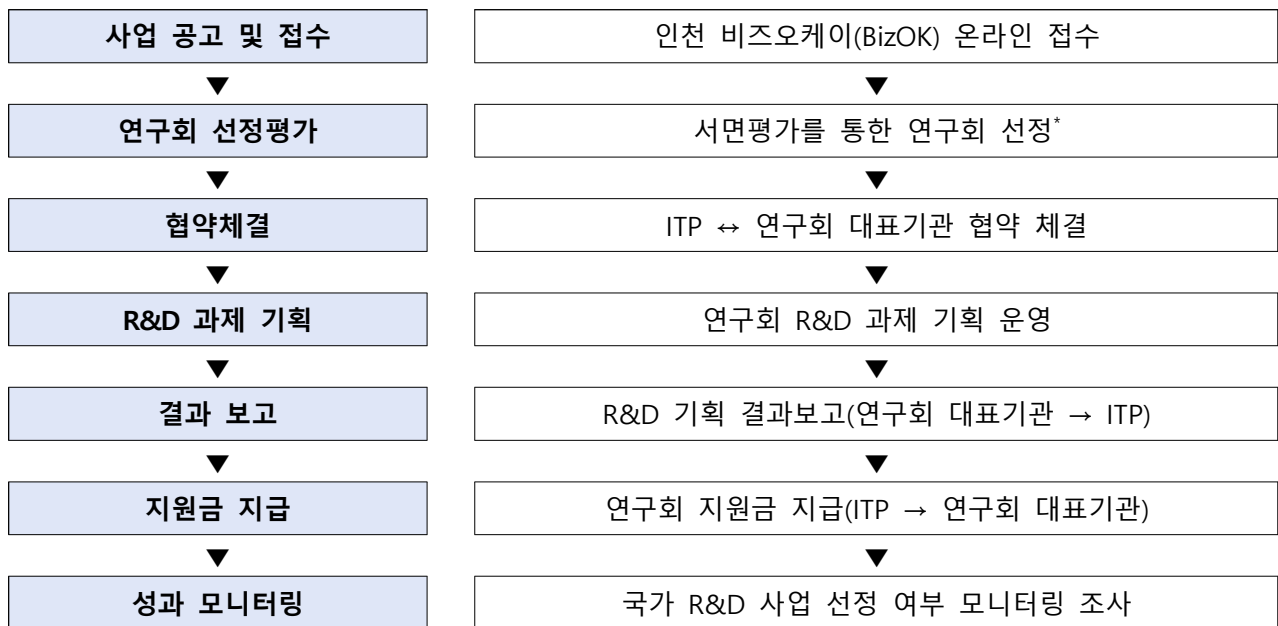 사업 공고 및 접수
인천 비즈오케이(BizOK) 온라인 접수
▼ ▼
연구회 선정평가
서면평가를 통한 연구회 선정*
▼ ▼
협약체결
ITP ↔ 연구회 대표기관 협약 체결
▼ ▼
R&D 과제 기획
연구회 R&D 과제 기획 운영
▼ ▼
결과 보고
R&D 기획 결과보고(연구회 대표기관 → ITP)
▼ ▼
지원금 지급
연구회 지원금 지급(ITP → 연구회 대표기관)
▼ ▼
성과 모니터링
국가 R&D 사업 선정 여부 모니터링 조사